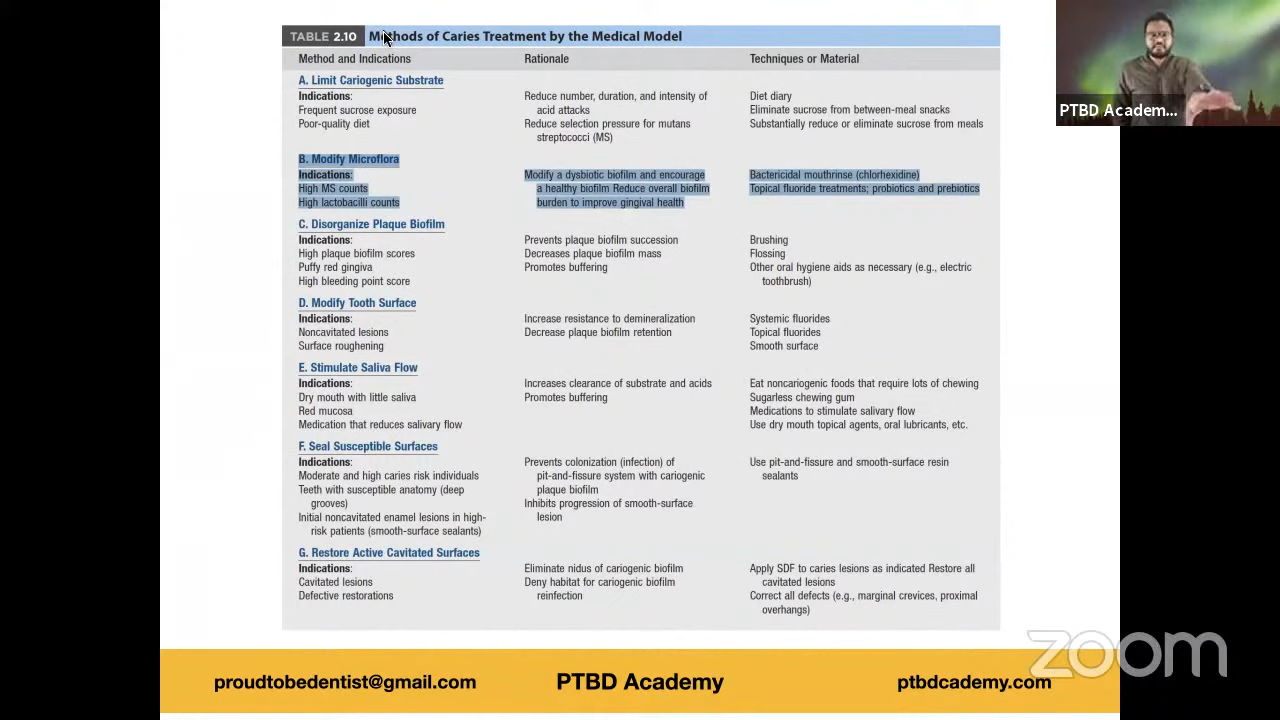 TABLE 2.10 Methods of Caries Treatment by the Medical Model
Method and Indications Rationale Techniques or Material
A. Limit Cariogenic Substrate
Indications: Reduce number, duration, and intensity of Diet diary
Frequent sucrose exposure acid attacks Eliminate sucrose from between-meal snacks
Poor-quality diet Reduce selection pressure for mutans Substantially reduce or eliminate sucrose from meals
streptococci (MS)
B. Modify Microflora
Indications: Modify a dysbiotic biofilm and encourage Bactericidal mouthrinse (chlorhexidine)
High MS counts a healthy biofilm Reduce overall biofilm Topical fluoride treatments; probiotics and prebiotics
High lactobacilli counts burden to improve gingival health
C. Disorganize Plaque Biofilm
Indications: Prevents plaque biofilm succession Brushing
High plaque biofilm scores Decreases plaque biofilm mass Flossing
Puffy red gingiva Promotes buffering Other oral hygiene aids as necessary (e.g., electric
High bleeding point score toothbrush)
D. Modify Tooth Surface
Indications: Increase resistance to demineralization Systemic fluorides
Noncavitated lesions Decrease plaque biofilm retention Topical fluorides
Surface roughening Smooth surface
E. Stimulate Saliva Flow
Indications: Increases clearance of substrate and acids Eat noncariogenic foods that require lots of chewing
Dry mouth with little saliva Promotes buffering Sugarless chewing gum
Red mucosa Medications to stimulate salivary flow
Medication that reduces salivary flow Use dry mouth topical agents, oral lubricants, etc.
F. Seal Susceptible Surfaces
Indications: Prevents colonization (infection) of Use pit-and-fissure and smooth-surface resin
Moderate and high caries risk individuals pit-and-fissure system with cariogenic sealants
Teeth with susceptible anatomy (deep plaque biofilm
grooves) Inhibits progression of smooth-surface
Initial noncavitated enamel lesions in high- lesion
risk patients (smooth-surface sealants)
G. Restore Active Cavitated Surfaces
Indications: Eliminate nidus of cariogenic biofilm Apply SDF to caries lesions as indicated Restore all
Cavitated lesions Deny habitat for cariogenic biofilm cavitated lesions
Defective restorations reinfection Correct all defects (e.g., marginal crevices, proximal
overhangs)
PTBD Academ...
zoom
proudtobedentist@gmail.com PTBD Academy ptbdcademy.com